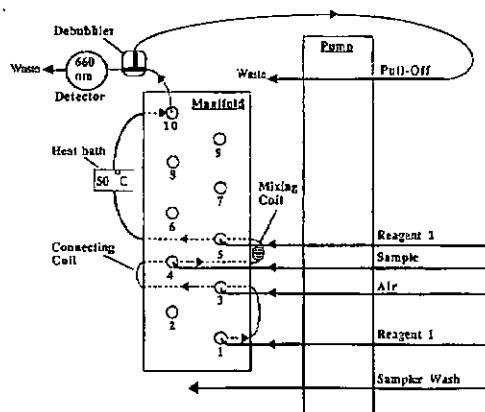 Debubbler
Pump
Waste
660
nm
Detector
Waste
Pull-Off
Manifold
10
9
Heat bath
8
50 C
Mixing
Coil
7
6
Reagent 2
5
Connecting
Coil
Sample
4
Air
3
2
Reagent 1
1
Sampler Wash